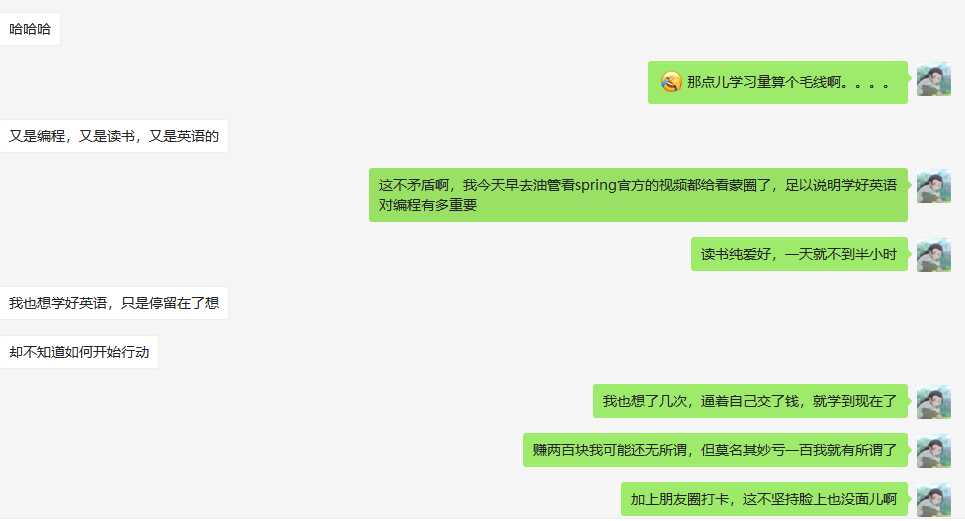 哈哈哈
那点儿学习量算个毛线啊。。。。
又是编程，又是读书，又是英语的
这不矛盾啊，我今天早去油管看spring官方的视频都给看蒙圈了，足以说明学好英语
对编程有多重要
读书纯爱好，一天就不到半小时
我也想学好英语，只是停留在了想
却不知道如何开始行动
我也想了几次，逼着自己交了钱，就学到现在了
赚两百块我可能还无所谓，但莫名其妙亏一百我就有所谓了
加上朋友圈打卡，这不坚持脸上也没面儿啊